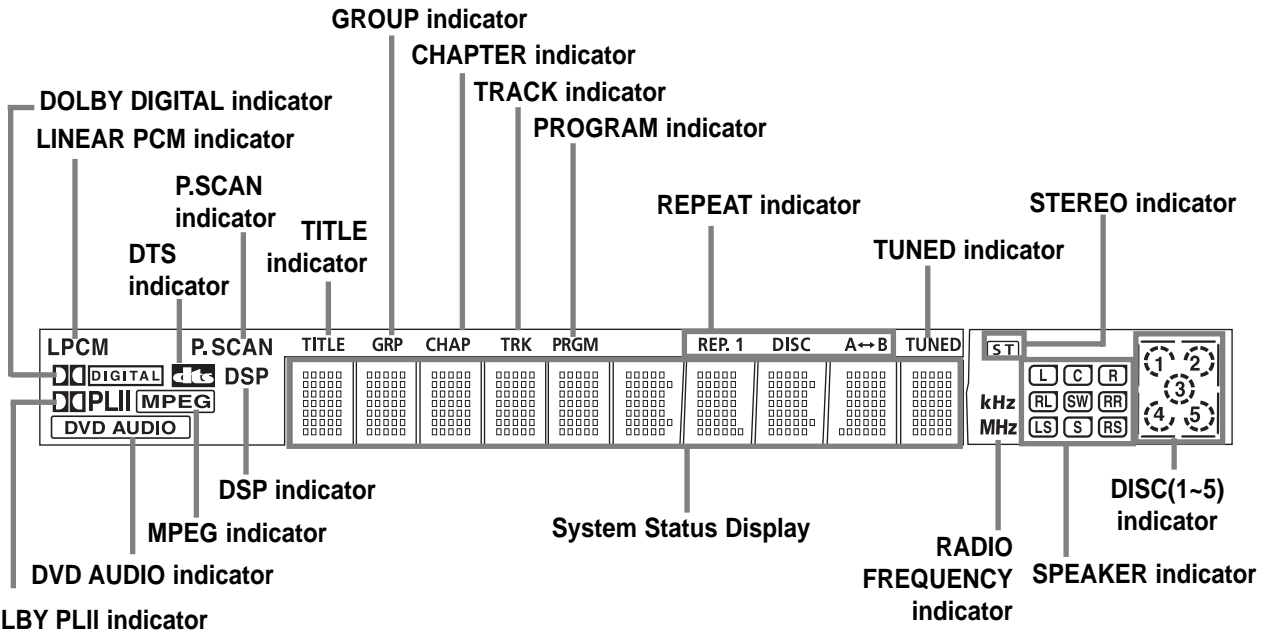 GROUP indicator
CHAPTER indicator
DOLBY DIGITAL indicator
TRACK indicator
LINEAR PCM indicator
PROGRAM indicator
P.SCAN
indicator
REPEAT indicator
STEREO indicator
TITLE
indicator
TUNED indicator
DTS
indicator
LPCM P.SCAN TITLE GRP CHAP TRK PRGM REP. 1 DISC A↔B TUNED ST
DIGITAL dts DSP
PLII MPEG
DVD AUDIO
kHz
MHz
L C R
RL SW RR
LS S RS
1 2
3
4 5
DSP indicator
MPEG indicator
DVD AUDIO indicator
LBY PLII indicator
System Status Display
RADIO
FREQUENCY
indicator
SPEAKER indicator
DISC(1~5)
indicator